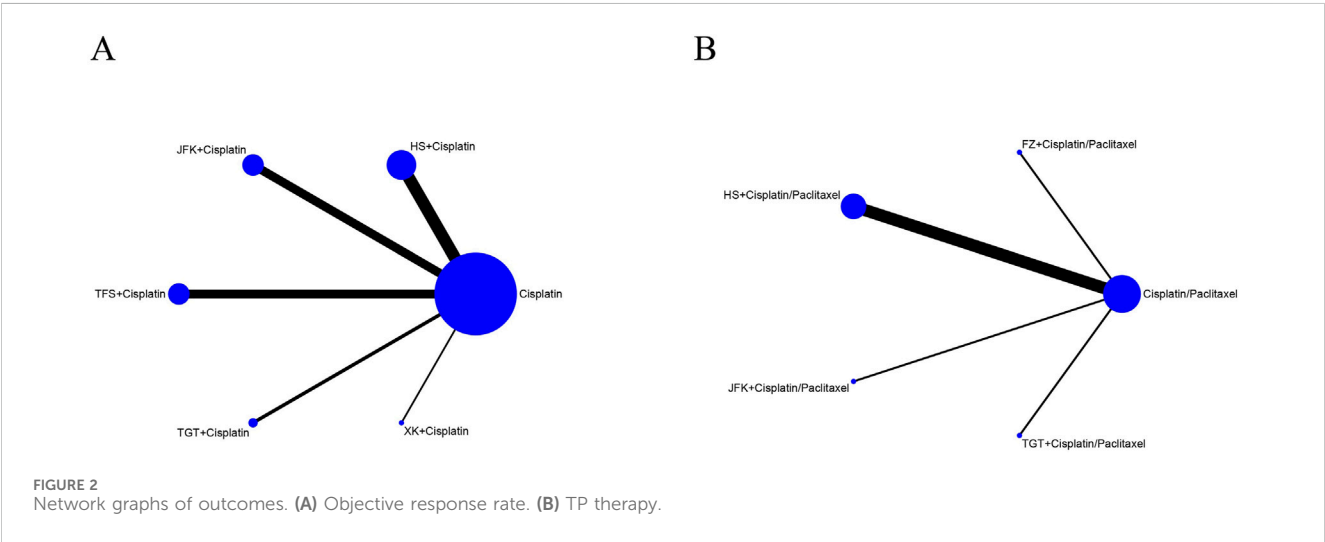 A
JFK+Cisplatin
HS+Cisplatin
TFS+Cisplatin
Cisplatin
TGT+Cisplatin
XK+Cisplatin
B
FZ+Cisplatin/Paclitaxel
HS+Cisplatin/Paclitaxel
Cisplatin/Paclitaxel
JFK+Cisplatin/Paclitaxel
TGT+Cisplatin/Paclitaxel
FIGURE 2
Network graphs of outcomes. (A) Objective response rate. (B) TP therapy.